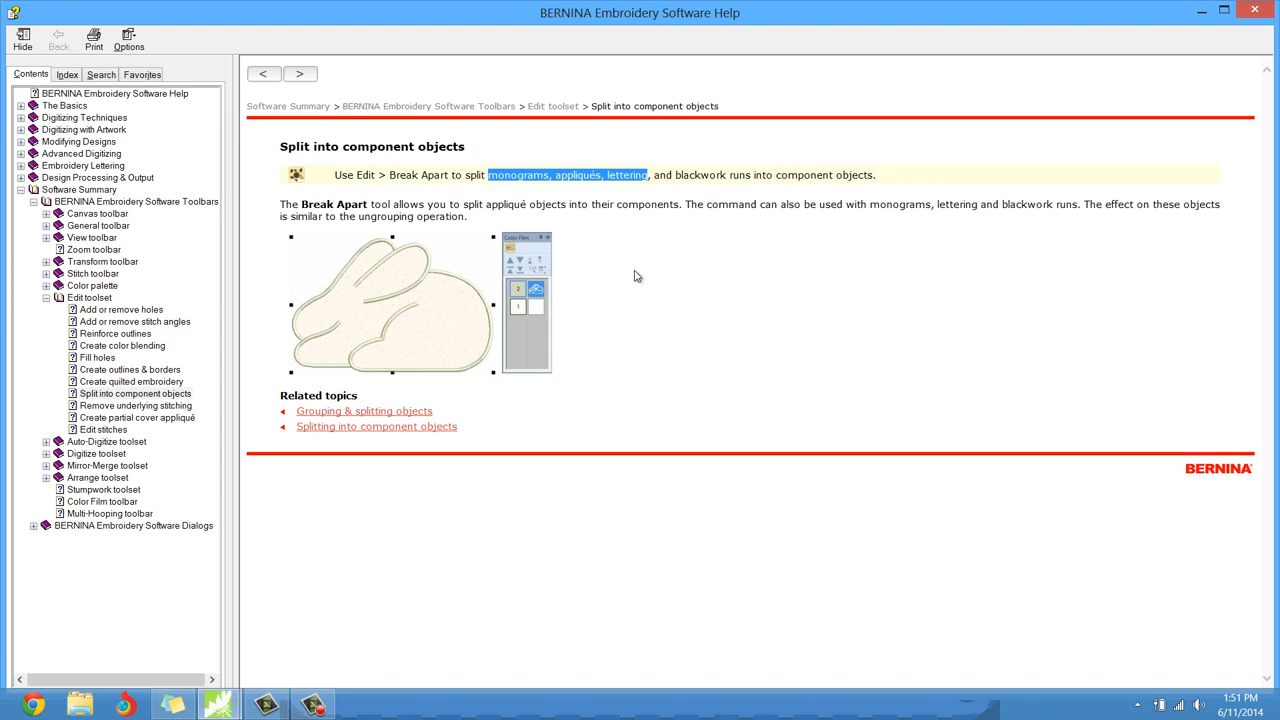 BERNINA Embroidery Software Help
Hide
Back
Print
Options
Contents
Index
Search
Favorites
BERNINA Embroidery Software Help
The Basics
Digitizing Techniques
Digitizing with Artwork
Modifying Designs
Advanced Digitizing
Embroidery Lettering
Design Processing & Output
Software Summary
BERNINA Embroidery Software Toolbars
Canvas toolbar
General toolbar
View toolbar
Zoom toolbar
Transform toolbar
Stitch toolbar
Color palette
Edit toolset
Add or remove holes
Add or remove stitch angles
Reinforce outlines
Create color blending
Fill holes
Create outlines & borders
Create quilted embroidery
Split into component objects
Remove underlying stitching
Create partial cover appliqué
Edit stitches
Auto-Digitize toolset
Digitize toolset
Mirror-Merge toolset
Arrange toolset
Stumpwork toolset
Color Film toolbar
Multi-Hooping toolbar
BERNINA Embroidery Software Dialogs
< >
Software Summary > BERNINA Embroidery Software Toolbars > Edit toolset > Split into component objects
Split into component objects
Use Edit > Break Apart to split monograms, appliqués, lettering, and blackwork runs into component objects.
The Break Apart tool allows you to split appliqué objects into their components. The command can also be used with monograms, lettering and blackwork runs. The effect on these objects
is similar to the ungrouping operation.
Color Film
2
1
Related topics
Grouping & splitting objects
Splitting into component objects
BERNINA
1:51 PM
6/11/2014